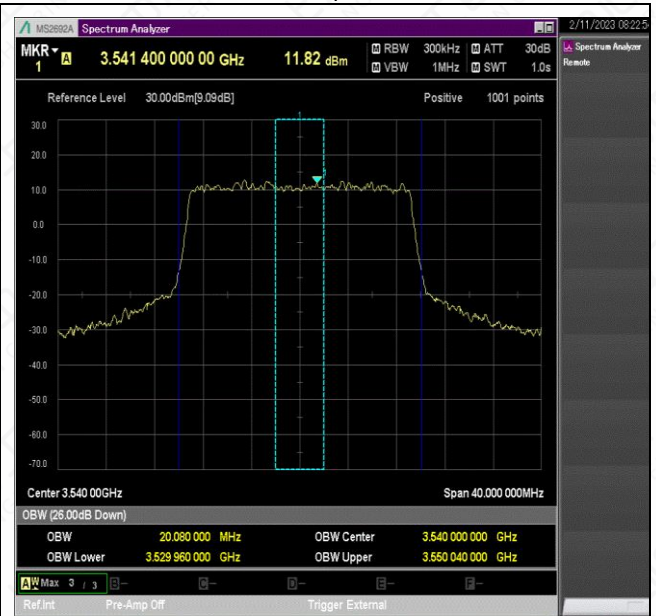 MS2692A Spectrum Analyzer
2/11/2023 08:22:5
MKR A 3.541 400 000 00 GHz 11.82 dBm M RBW 300kHz M ATT 30dB
1 M VBW 1MHz M SWT 1.0s
Spectrum Analyzer
Remote
Reference Level 30.00dBm[9.09dB] Positive 1001 points
1
30.0
20.0
10.0
0.0
-10.0
-20.0
-30.0
-40.0
-50.0
-60.0
-70.0
Center 3.540 00GHz Span 40.000 000MHz
OBW (26.00dB Down)
OBW 20.080 000 MHz OBW Center 3.540 000 000 GHz
OBW Lower 3.529 960 000 GHz OBW Upper 3.550 040 000 GHz
A W Max 3 / 3 B- C- D- E- F-
Ref.Int Pre-Amp Off Trigger External